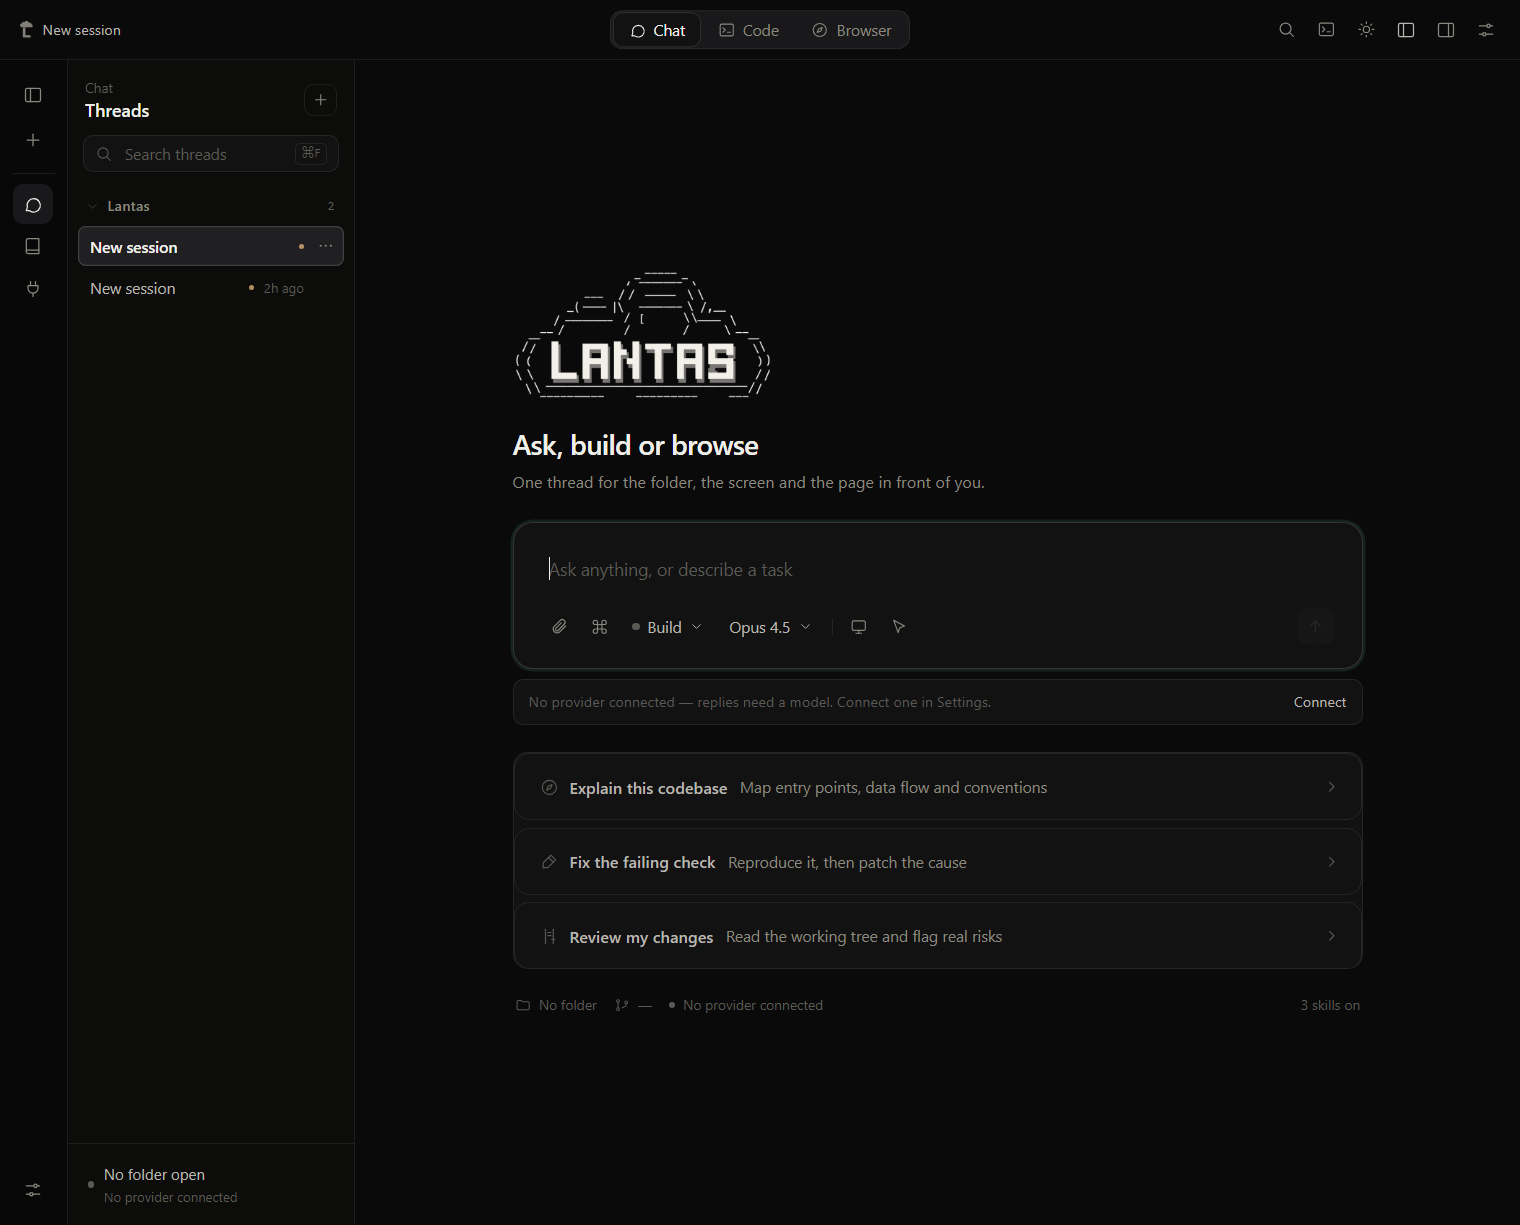 New session
Chat
Code
Browser
Chat
Threads
Search threads
⌘F
Lantas
2
New session
New session
2h ago
LANTAS
Ask, build or browse
One thread for the folder, the screen and the page in front of you.
Ask anything, or describe a task
Build
Opus 4.5
No provider connected — replies need a model. Connect one in Settings.
Connect
Explain this codebase Map entry points, data flow and conventions
Fix the failing check Reproduce it, then patch the cause
Review my changes Read the working tree and flag real risks
No folder
—
No provider connected
3 skills on
No folder open
No provider connected